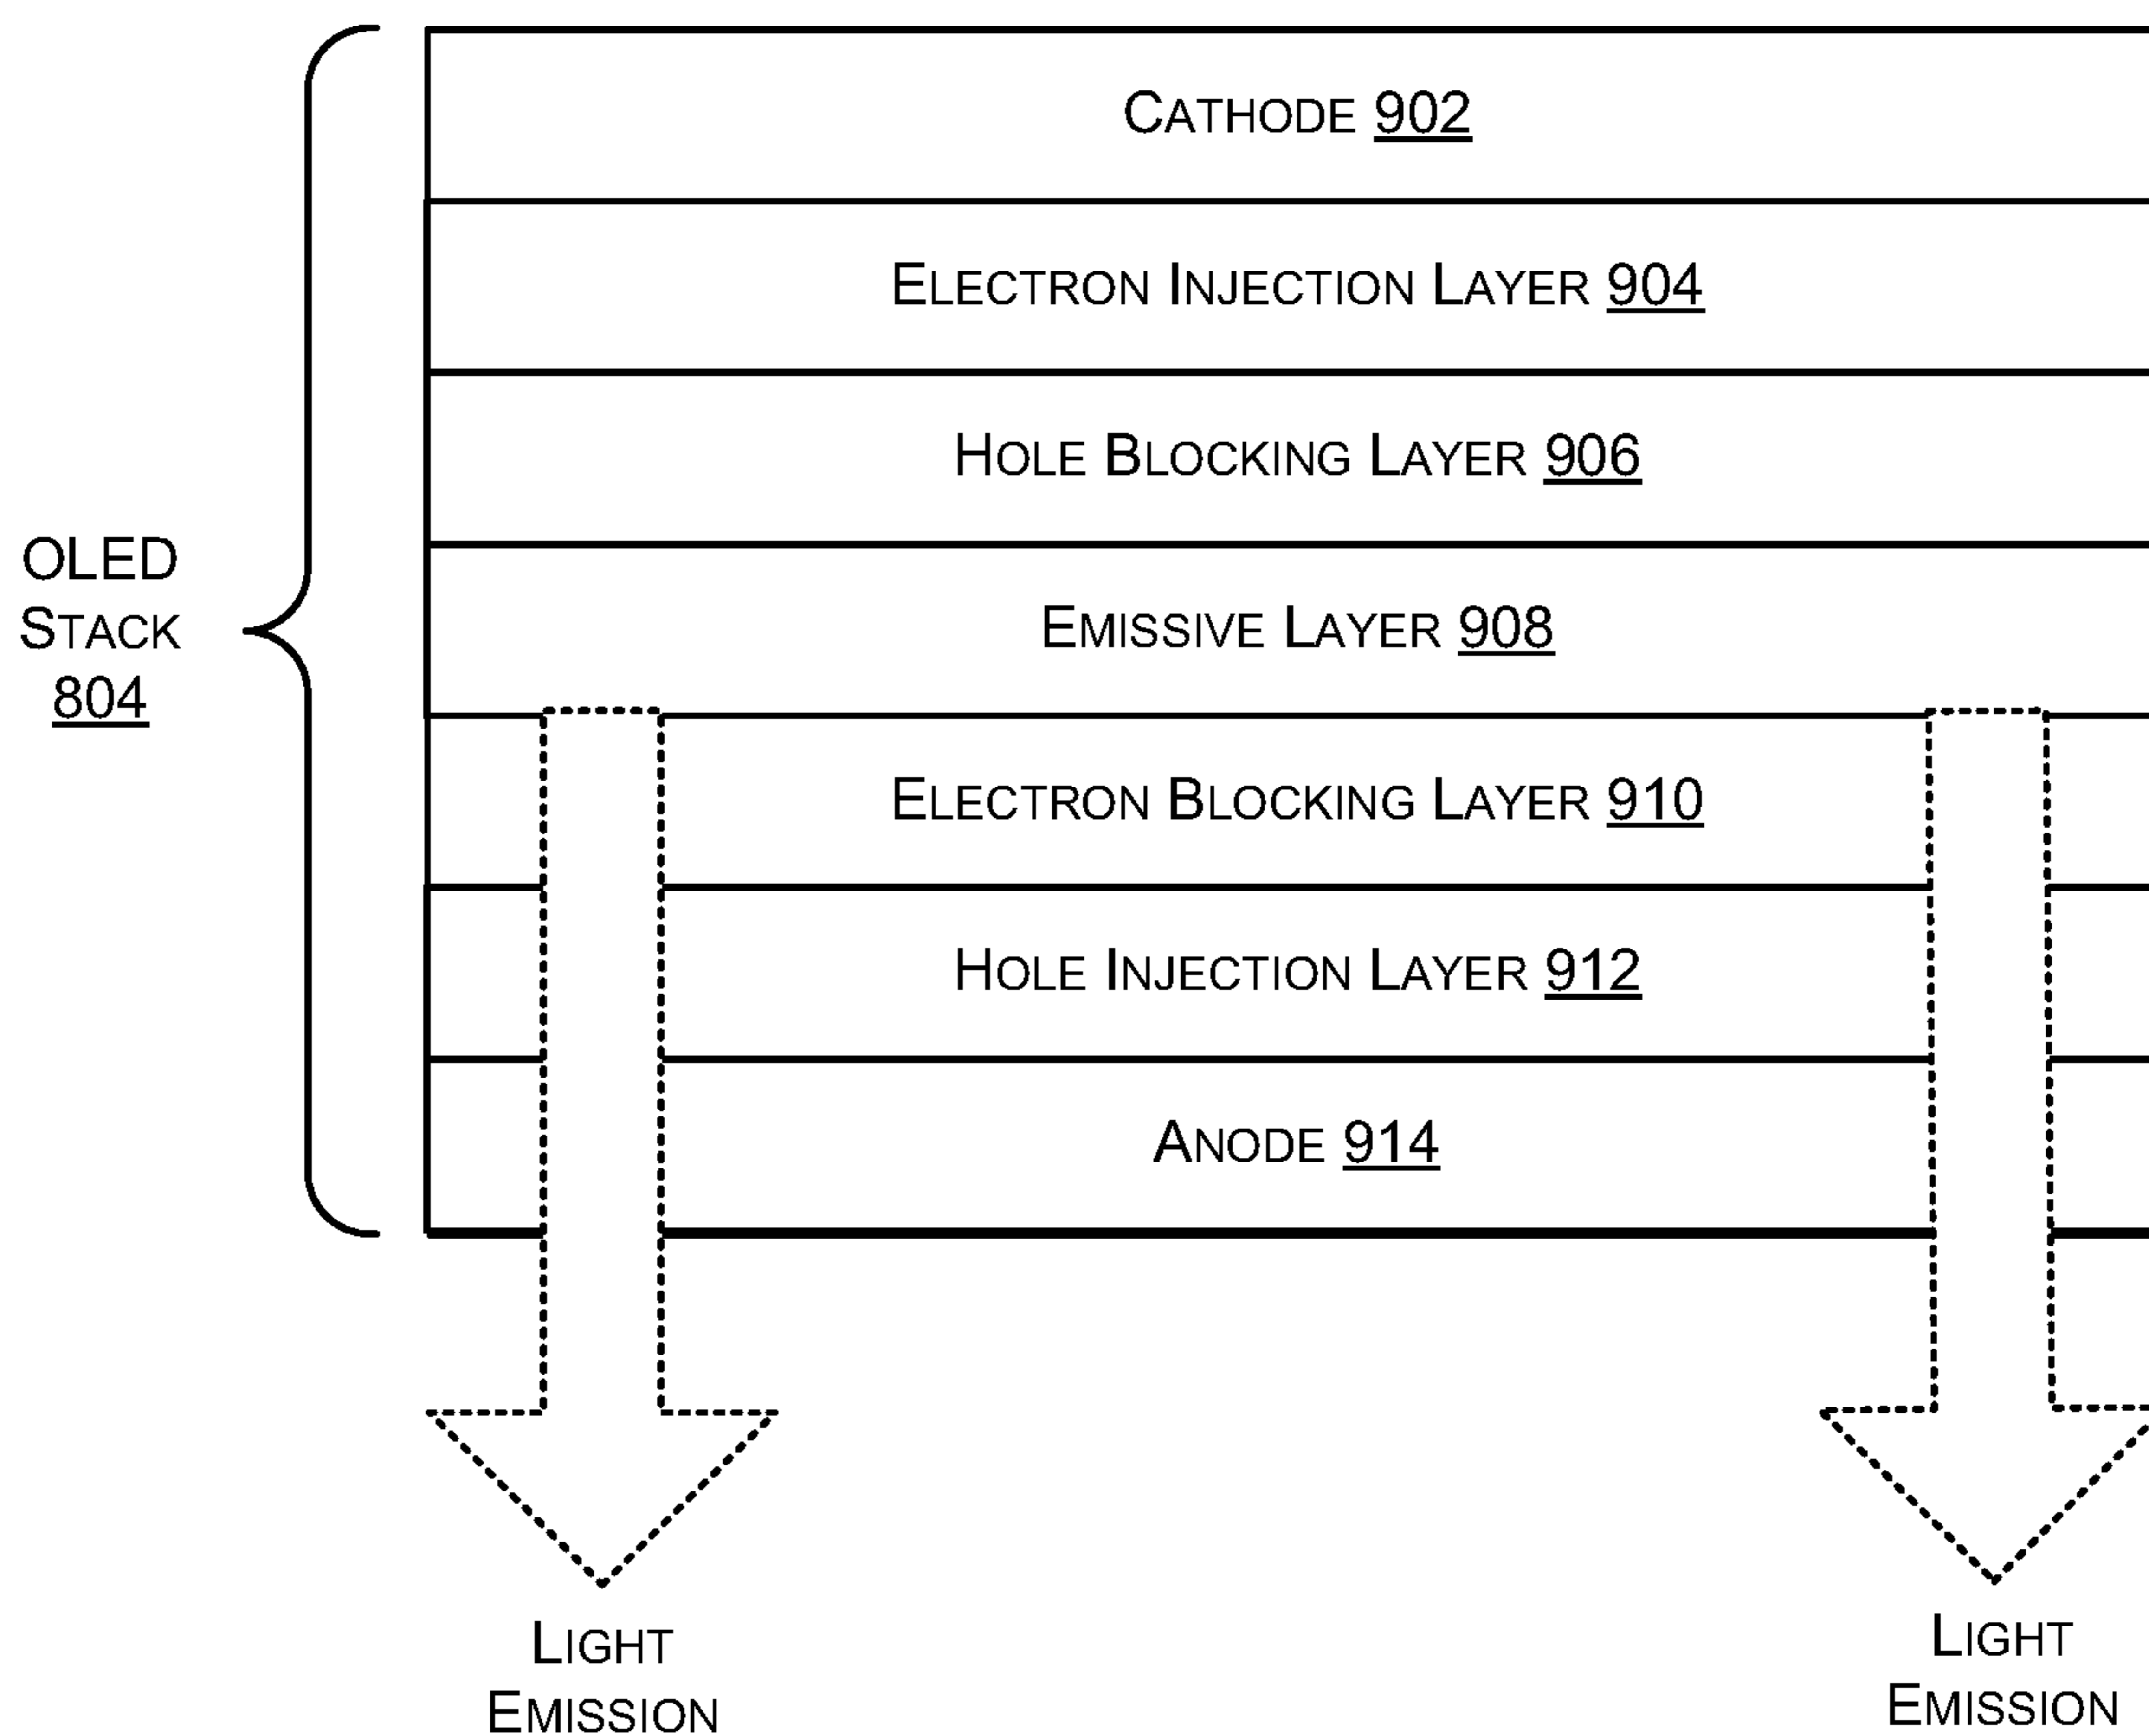 CATHODE 902
ELECTRON INJECTION LAYER 904
HOLE BLOCKING LAYER 906
OLED
STACK
804
EMISSIVE LAYER 908
ELECTRON BLOCKING LAYER 910
HOLE INJECTION LAYER 912
ANODE 914
LIGHT
EMISSION
LIGHT
EMISSION